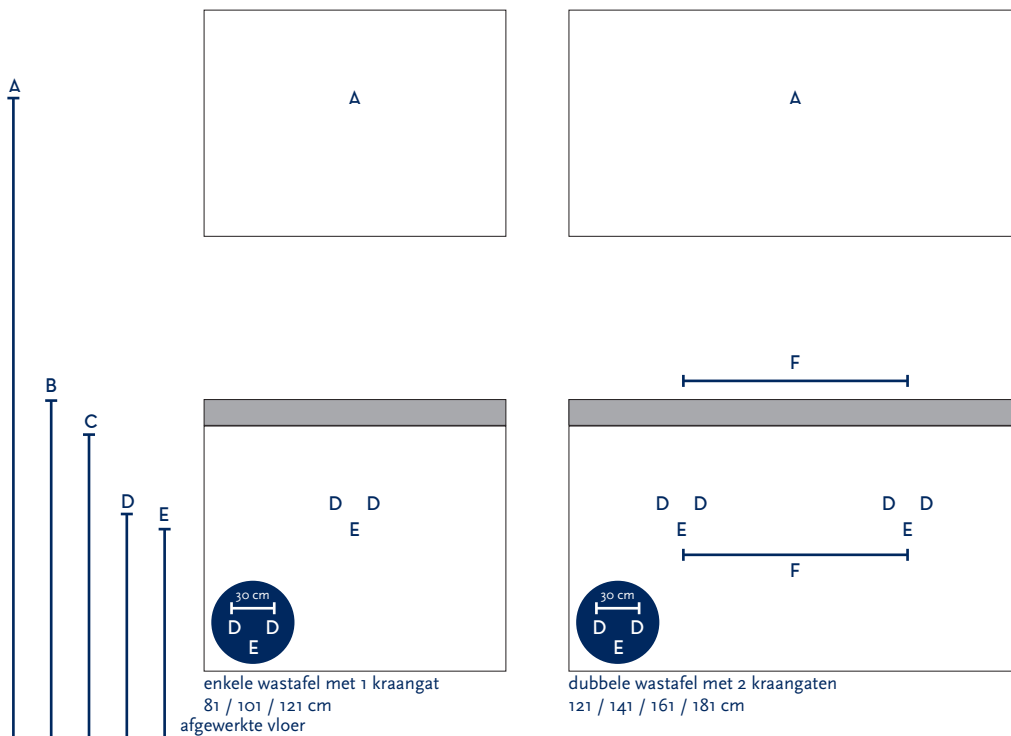 A
A
A
B
C
D
E
F
D D
E
D D
D D
E
E
F
30 cm
D D
E
30 cm
D D
E
enkele wastafel met 1 kraangat
81 / 101 / 121 cm
dubbele wastafel met 2 kraangaten
121 / 141 / 161 / 181 cm
afgewerkte vloer